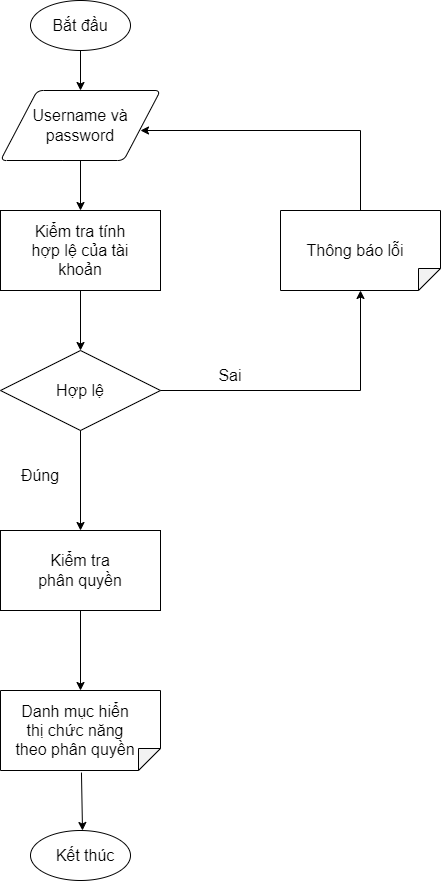 Bắt đầu
Username và
password
Kiểm tra tính
hợp lệ của tài
khoản
Thông báo lỗi
Hợp lệ
Sai
Đúng
Kiểm tra
phân quyền
Danh mục hiển
thị chức năng
theo phân quyền
Kết thúc